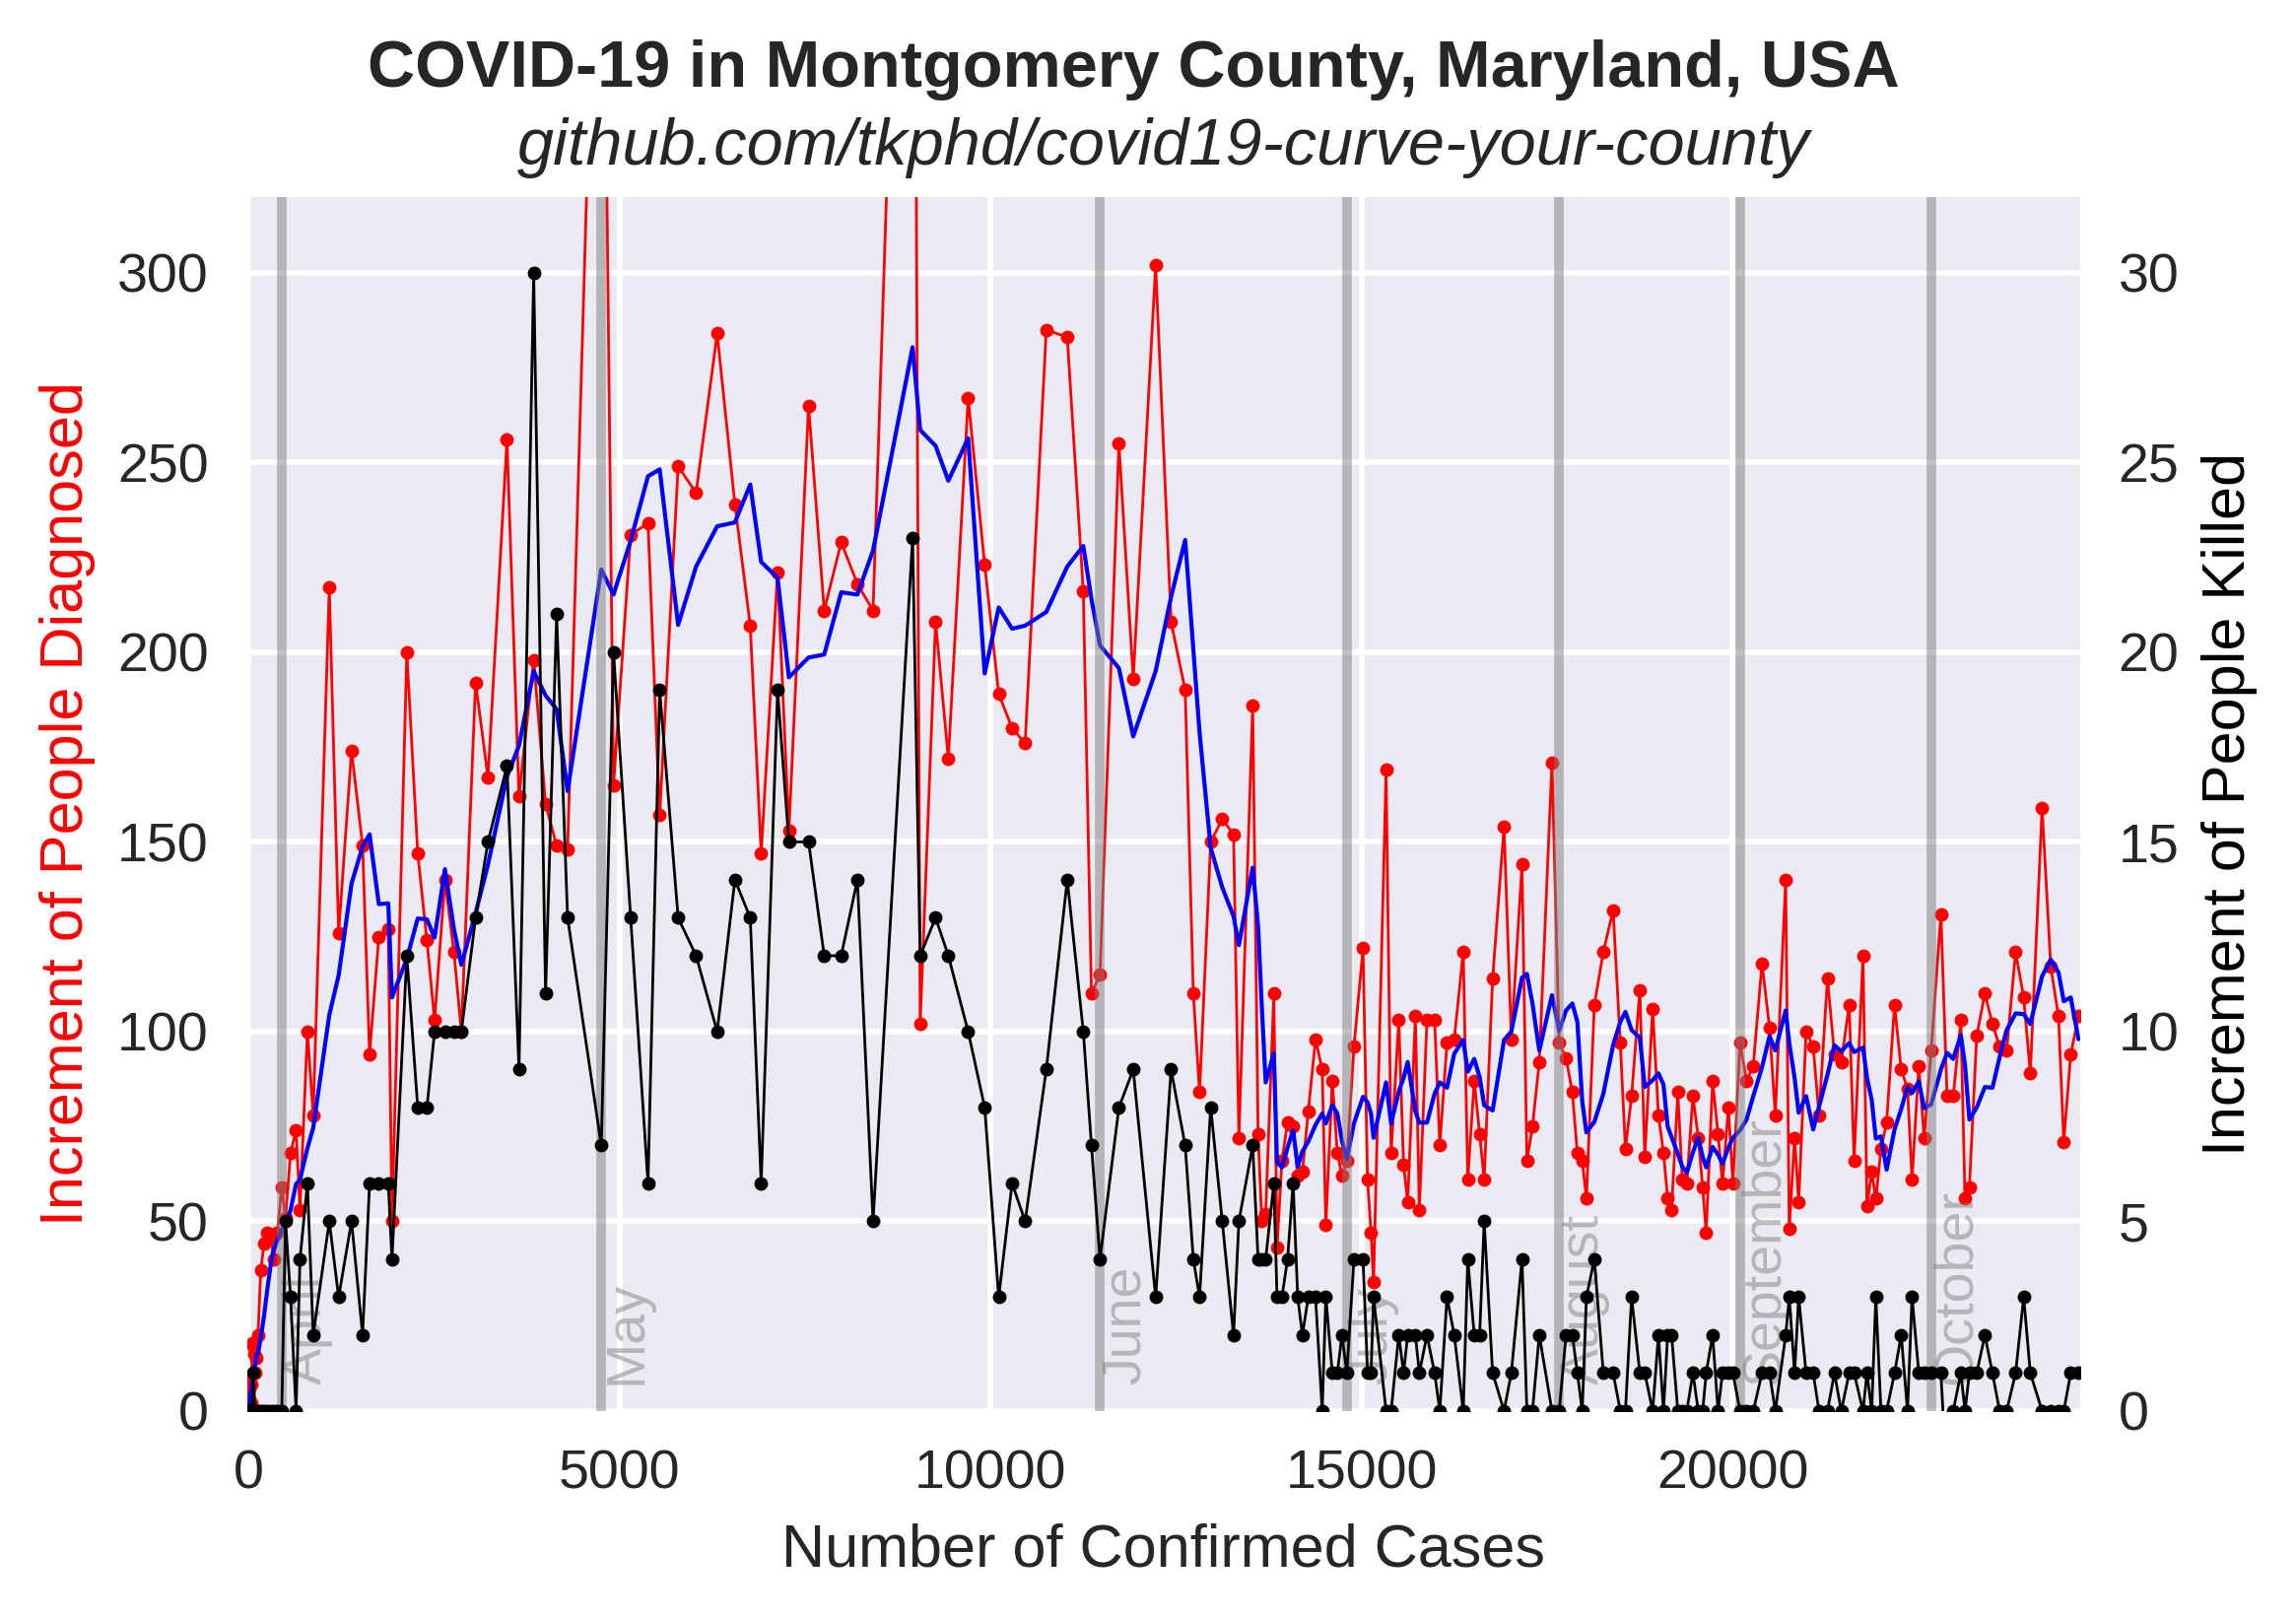 COVID-19 in Montgomery County, Maryland, USA
github.com/tkphd/covid19-curve-your-county
Increment of People Diagnosed
300
250
200
150
100
50
0
30
25
20
15
10
5
0
Increment of People Killed
April
May
June
July
August
September
October
0 5000 10000 15000 20000
Number of Confirmed Cases